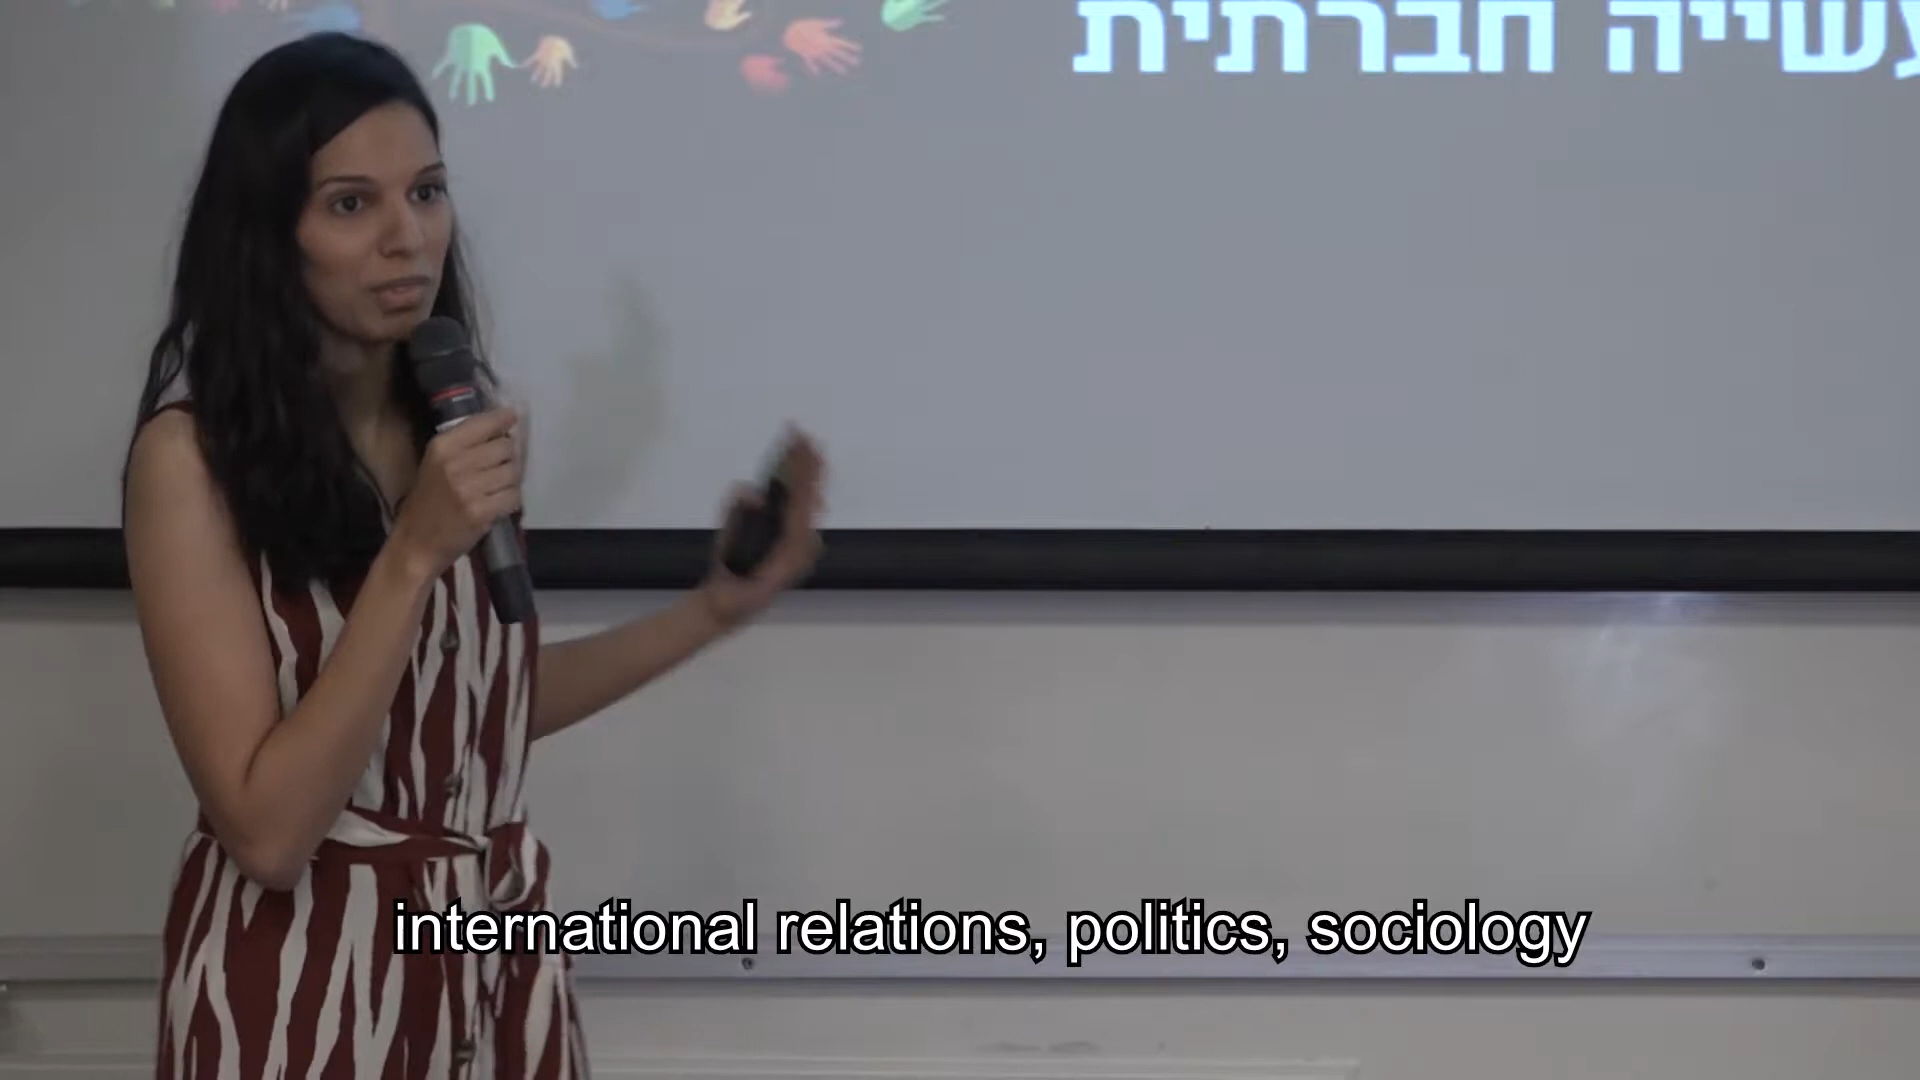 עשייה חברתית
international relations, politics, sociology